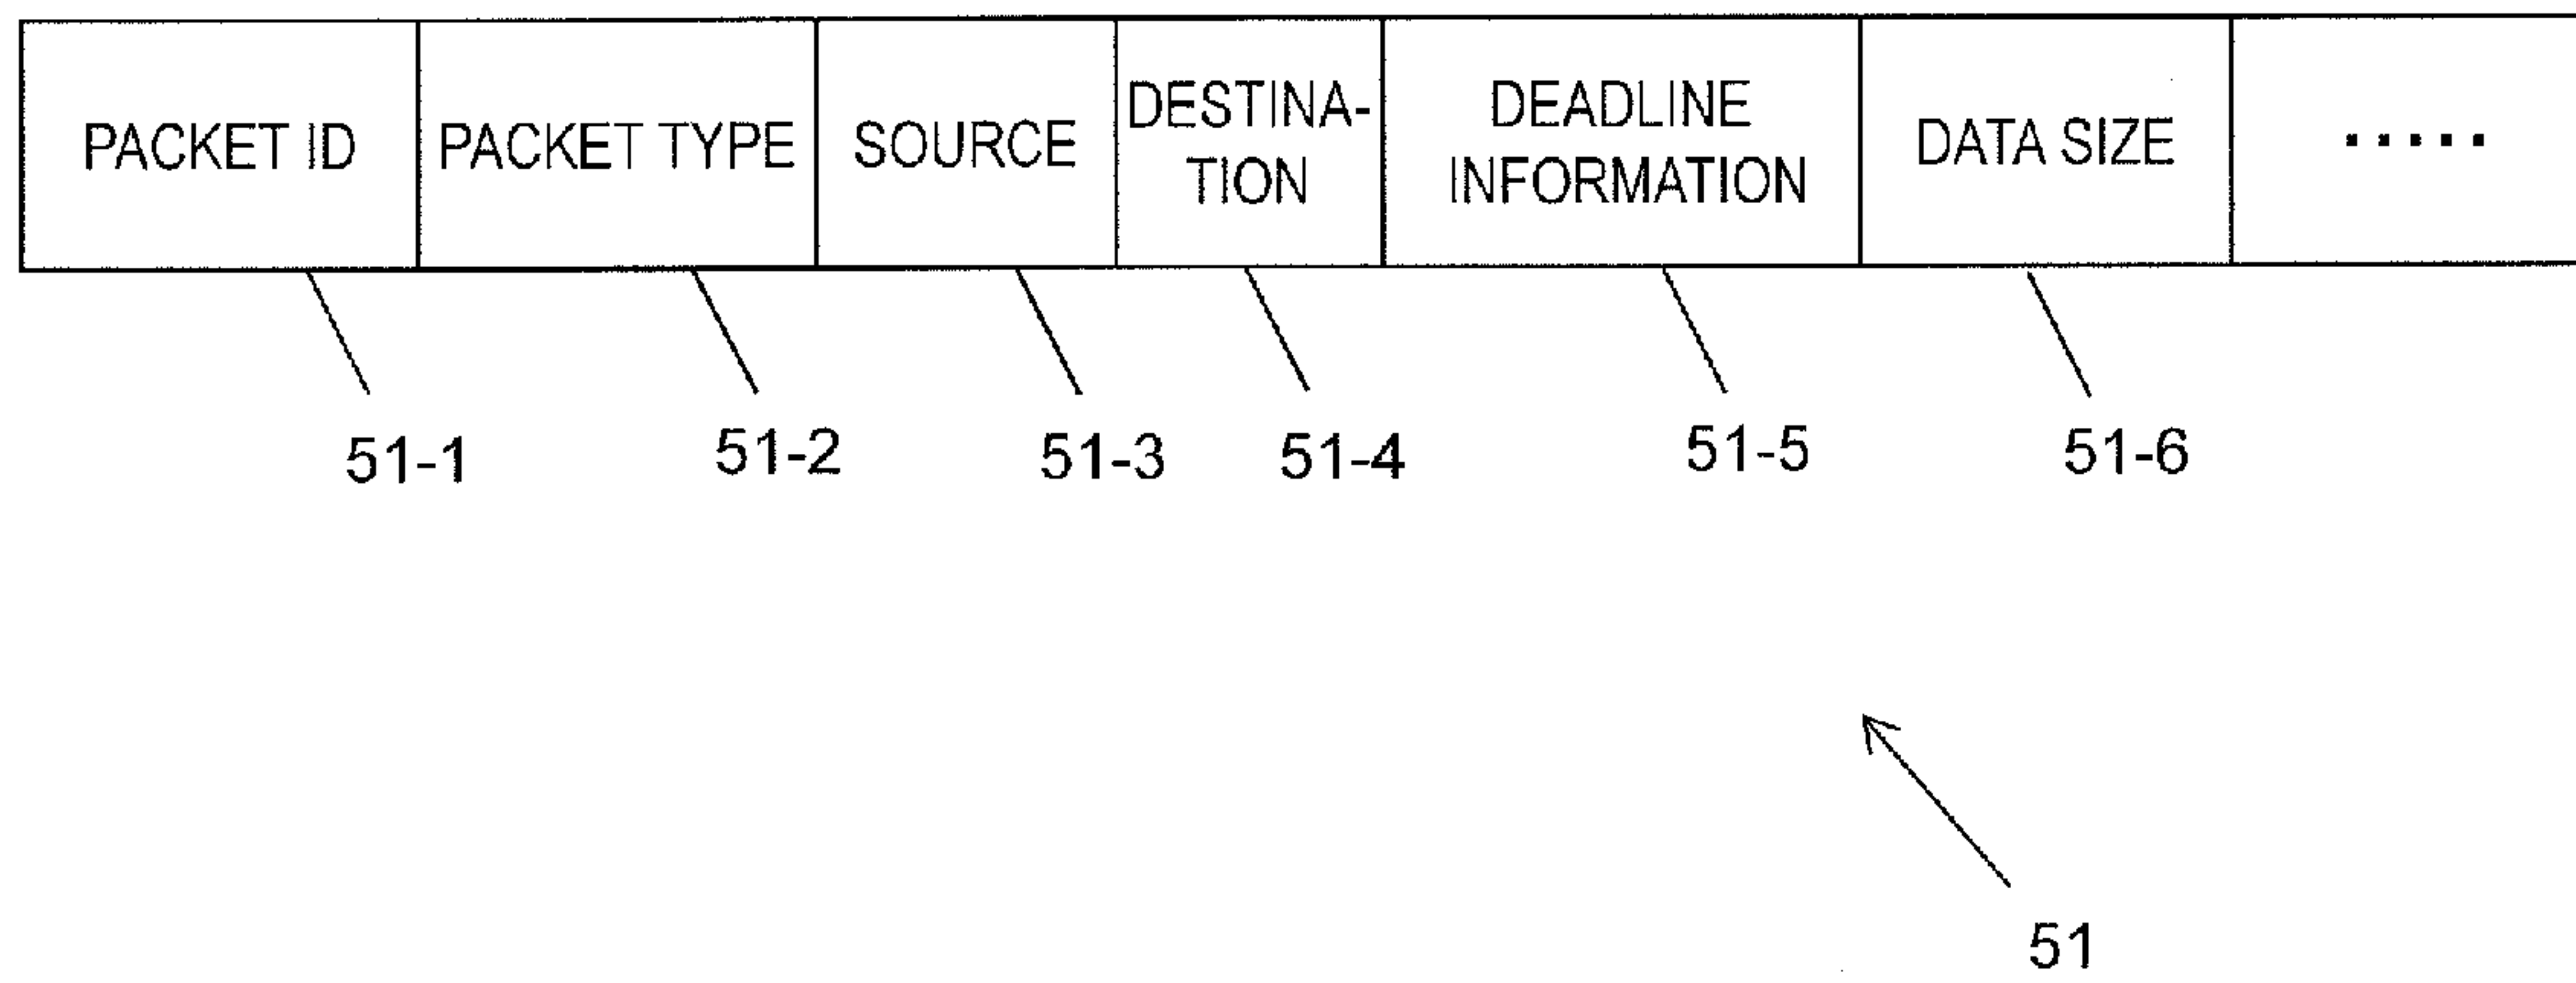 PACKET ID
PACKET TYPE
SOURCE
DESTINA-
TION
DEADLINE
INFORMATION
DATA SIZE
.....
51-1
51-2
51-3
51-4
51-5
51-6
51